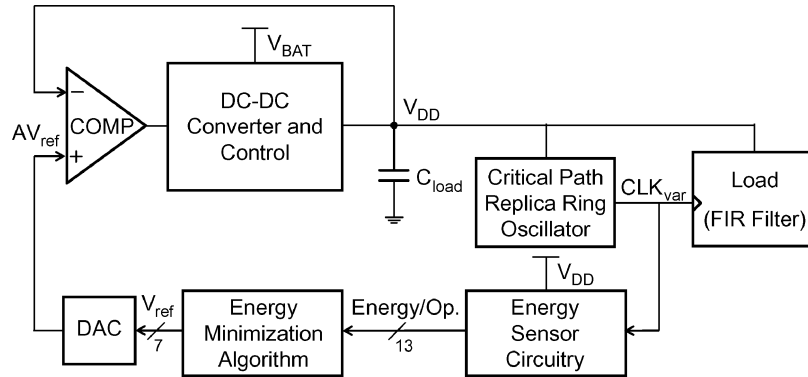 V_BAT
−
COMP
+
AV_ref
DC-DC
Converter and
Control
V_DD
C_load
Critical Path
Replica Ring
Oscillator
CLK_var
Load
(FIR Filter)
V_DD
DAC
V_ref
7
Energy
Minimization
Algorithm
Energy/Op.
13
Energy
Sensor
Circuitry